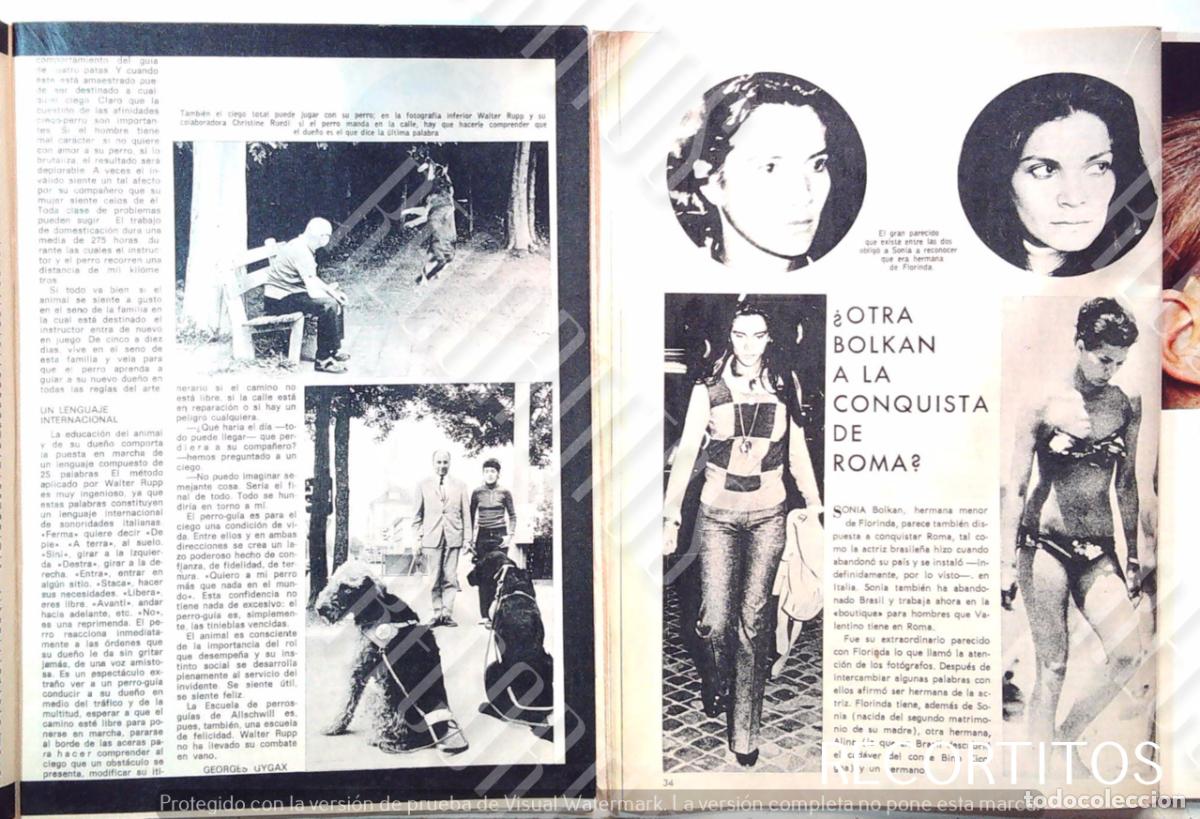 comportamiento del guía
de cuatro patas. Y cuando
éste está amaestrado pue-
de ser destinado a cual
quier ciego. Claro que la
cuestión de las afinidades
ciego-perro son importan-
tes. Si el hombre tiene
mal carácter, si no quiere
con amor a su perro, si lo
brutaliza, el resultado será
deplorable. A veces el in-
válido siente un tal afecto
por su compañero que su
mujer siente celos de él.
Toda clase de problemas
pueden sugir. El trabajo
de domesticación dura una
media de 275 horas, du
rante las cuales el instruc-
tor y el perro recorren una
distancia de mil kilóme
tros.
Si todo va bien, si el
animal se siente a gusto
en el seno de la familia en
la cual está destinado el
instructor entra de nuevo
en juego. De cinco a diez
días, vive en el seno de
esta familia y vela para
que el perro aprenda a
guiar a su nuevo dueño en
todas las reglas del arte.
UN LENGUAJE
INTERNACIONAL
La educación del animal
y de su dueño comporta
la puesta en marcha de
un lenguaje compuesto de
25 palabras. El método
aplicado por Walter Rupp
es muy ingenioso, ya que
estas palabras constituyen
un lenguaje internacional
de sonoridades italianas.
«Ferma» quiere decir «De
pie». «A terra», al suelo.
«Sini», girar a la izquier-
da. «Destra», girar a la de-
recha. «Entra», entrar en
algún sitio. «Staca», hacer
sus necesidades. «Libera»,
eres libre. «Avanti», andar
hacia adelante, etc. «No»,
es una reprimenda. El pe-
rro reacciona inmediata-
mente a las órdenes que
su dueño le da sin gritar
jamás, de una voz amisto-
sa. Es un espectáculo ex-
traño ver a un perro-guía
conducir a su dueño en
medio del tráfico y de la
multitud, esperar a que el
camino esté libre para po-
nerse en marcha, pararse
al borde de las aceras pa-
ra hacer comprender al
ciego que un obstáculo se
presenta, modificar su iti-
También el ciego total puede jugar con su perro; en la fotografía inferior Walter Rupp y su
colaboradora Christine Ruedi: si el perro manda en la calle, hay que hacerle comprender que
el dueño es el que dice la última palabra
nerario si el camino no
está libre, si la calle está
en reparación o si hay un
peligro cualquiera.
—¿Qué haría el día —to-
do puede llegar— que per-
diera a su compañero?
—hemos preguntado a un
ciego.
—No puedo imaginar se-
mejante cosa. Sería el fi-
nal de todo. Todo se hun-
diría en torno a mí.
El perro-guía es para el
ciego una condición de vi-
da. Entre ellos y en ambas
direcciones se crea un la-
zo poderoso hecho de con-
fianza, de fidelidad, de ter-
nura. «Quiero a mi perro
más que nada en el mun-
do». Esta confidencia no
tiene nada de excesivo: el
perro-guía es, simplemen-
te, las tinieblas vencidas.
El animal es consciente
de la importancia del rol
que desempeña y su ins-
tinto social se desarrolla
plenamente al servicio del
invidente. Se siente útil,
se siente feliz.
La Escuela de perros-
guías de Allschwill es,
pues, también, una escuela
de felicidad. Walter Rupp
no ha llevado su combate
en vano.
GEORGES GYGAX
El gran parecido
que existe entre las dos
obligó a Sonia a reconocer
que era hermana
de Florinda.
¿OTRA
BOLKAN
A LA
CONQUISTA
DE
ROMA?
SONIA Bolkan, hermana menor
de Florinda, parece también dis-
puesta a conquistar Roma, tal co-
mo la actriz brasileña hizo cuando
abandonó su país y se instaló —in-
definidamente, por lo visto—, en
Italia. Sonia también ha abando-
nado Brasil y trabaja ahora en la
«boutique» para hombres que Va-
lentino tiene en Roma.
Fue su extraordinario parecido
con Florinda lo que llamó la aten-
ción de los fotógrafos. Después de
intercambiar algunas palabras con
ellos afirmó ser hermana de la ac-
triz. Florinda tiene, además de So-
nia (nacida del segundo matrimo-
nio de su madre), otra hermana,
el cadáver del conde Bino Cico-
gna) y un hermano.
34
RECORTITOS
todocoleccion
Protegido con la versión de prueba de Visual Watermark. La versión completa no pone esta marca.